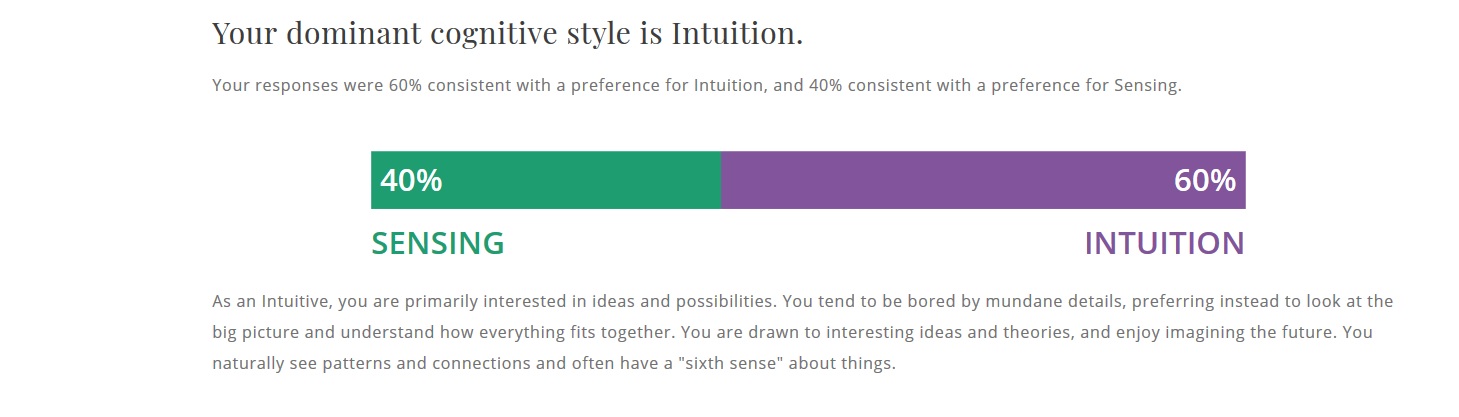 Your dominant cognitive style is Intuition.
Your responses were 60% consistent with a preference for Intuition, and 40% consistent with a preference for Sensing.
40% 60%
SENSING INTUITION
As an Intuitive, you are primarily interested in ideas and possibilities. You tend to be bored by mundane details, preferring instead to look at the
big picture and understand how everything fits together. You are drawn to interesting ideas and theories, and enjoy imagining the future. You
naturally see patterns and connections and often have a "sixth sense" about things.